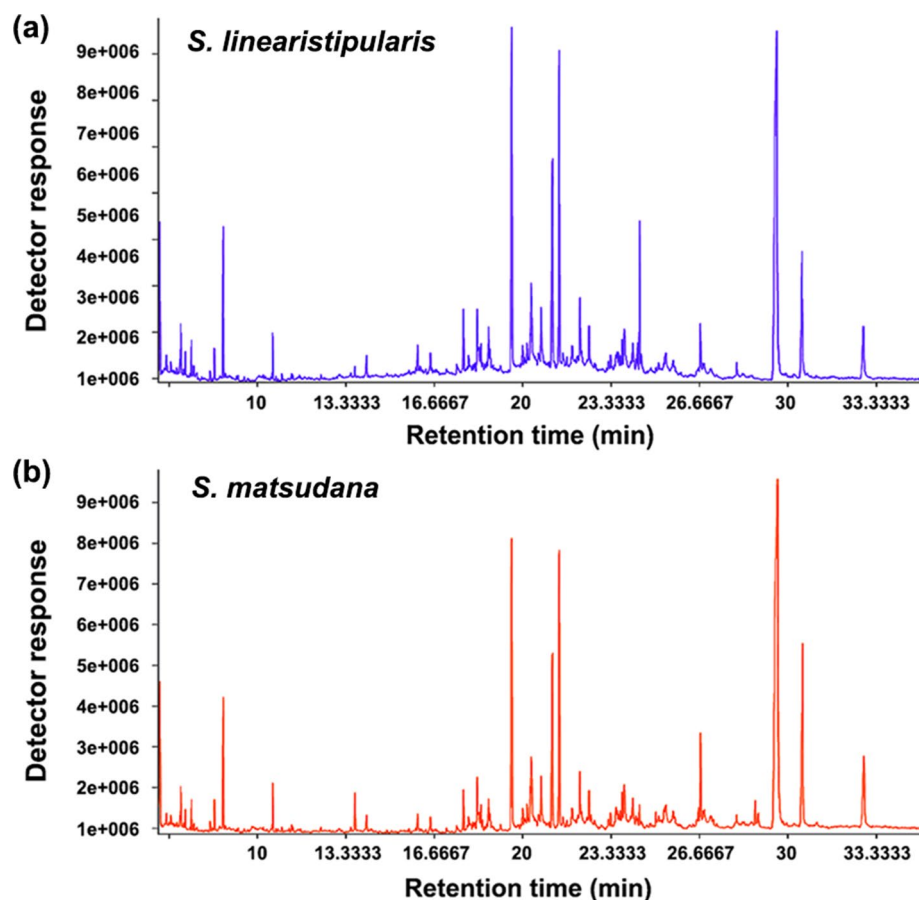 (a)
S. linearistipularis
Detector response
9e+006
8e+006
7e+006
6e+006
5e+006
4e+006
3e+006
2e+006
1e+006
10 13.3333 16.6667 20 23.3333 26.6667 30 33.3333
Retention time (min)
(b)
S. matsudana
Detector response
9e+006
8e+006
7e+006
6e+006
5e+006
4e+006
3e+006
2e+006
1e+006
10 13.3333 16.6667 20 23.3333 26.6667 30 33.3333
Retention time (min)